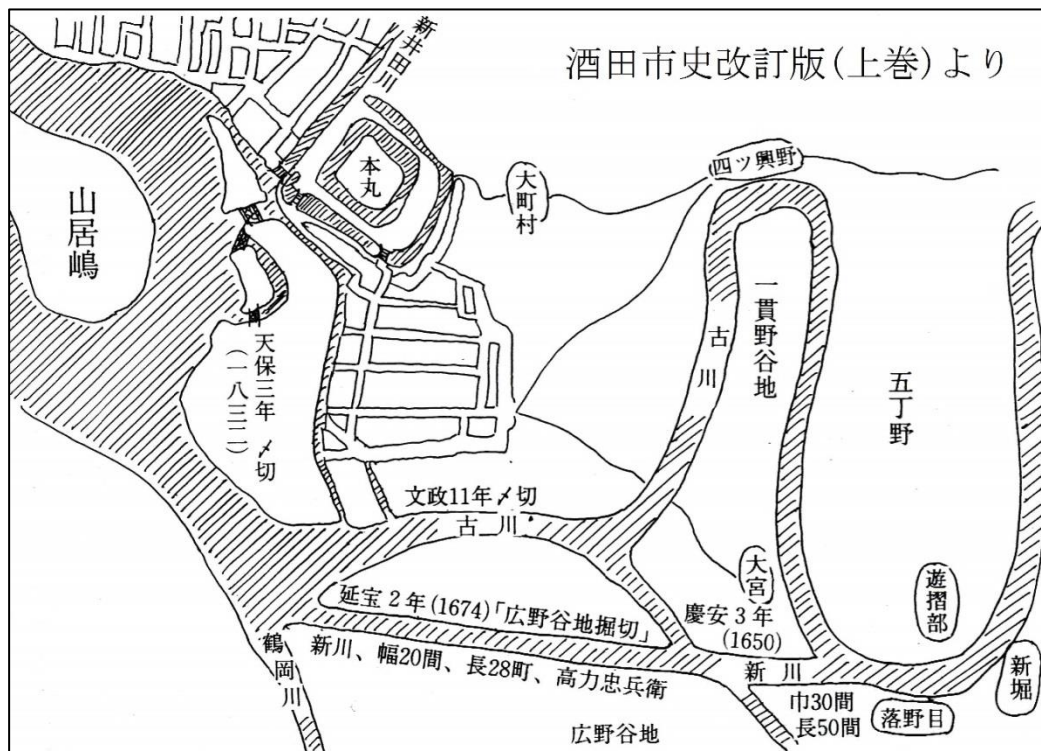 酒田市史改訂版(上巻)より
新井田川
本丸
大町村
四ツ興野
山居嶋
一貫野谷地
古川
五丁野
天保三年〆切
(一八三二)
文政11年〆切
古川
大宮
遊摺部
延宝2年(1674)「広野谷地掘切」
慶安3年
(1650)
新川、幅20間、長28町、高力忠兵衛
新川
新堀
鶴岡川
巾30間
長50間
落野目
広野谷地